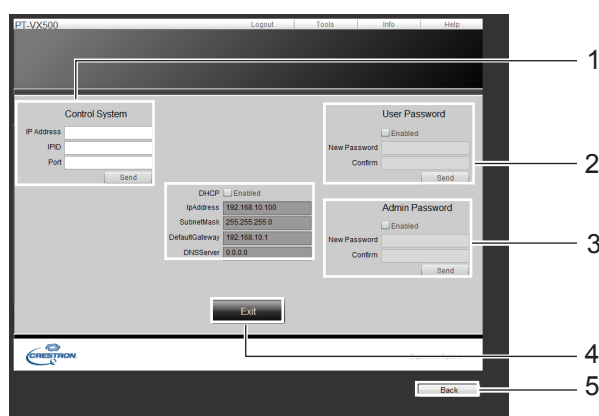 PT-VX500 Logout Tools Info Help
1
Control System
IP Address
IPID
Port
Send
User Password
Enabled
New Password
Confirm
Send
2
DHCP Enabled
IpAddress 192.168.10.100
SubnetMask 255.255.255.0
DefaultGateway 192.168.10.1
DNSServer 0.0.0.0
Admin Password
Enabled
New Password
Confirm
Send
3
Exit
4
CRESTRON
Back
5